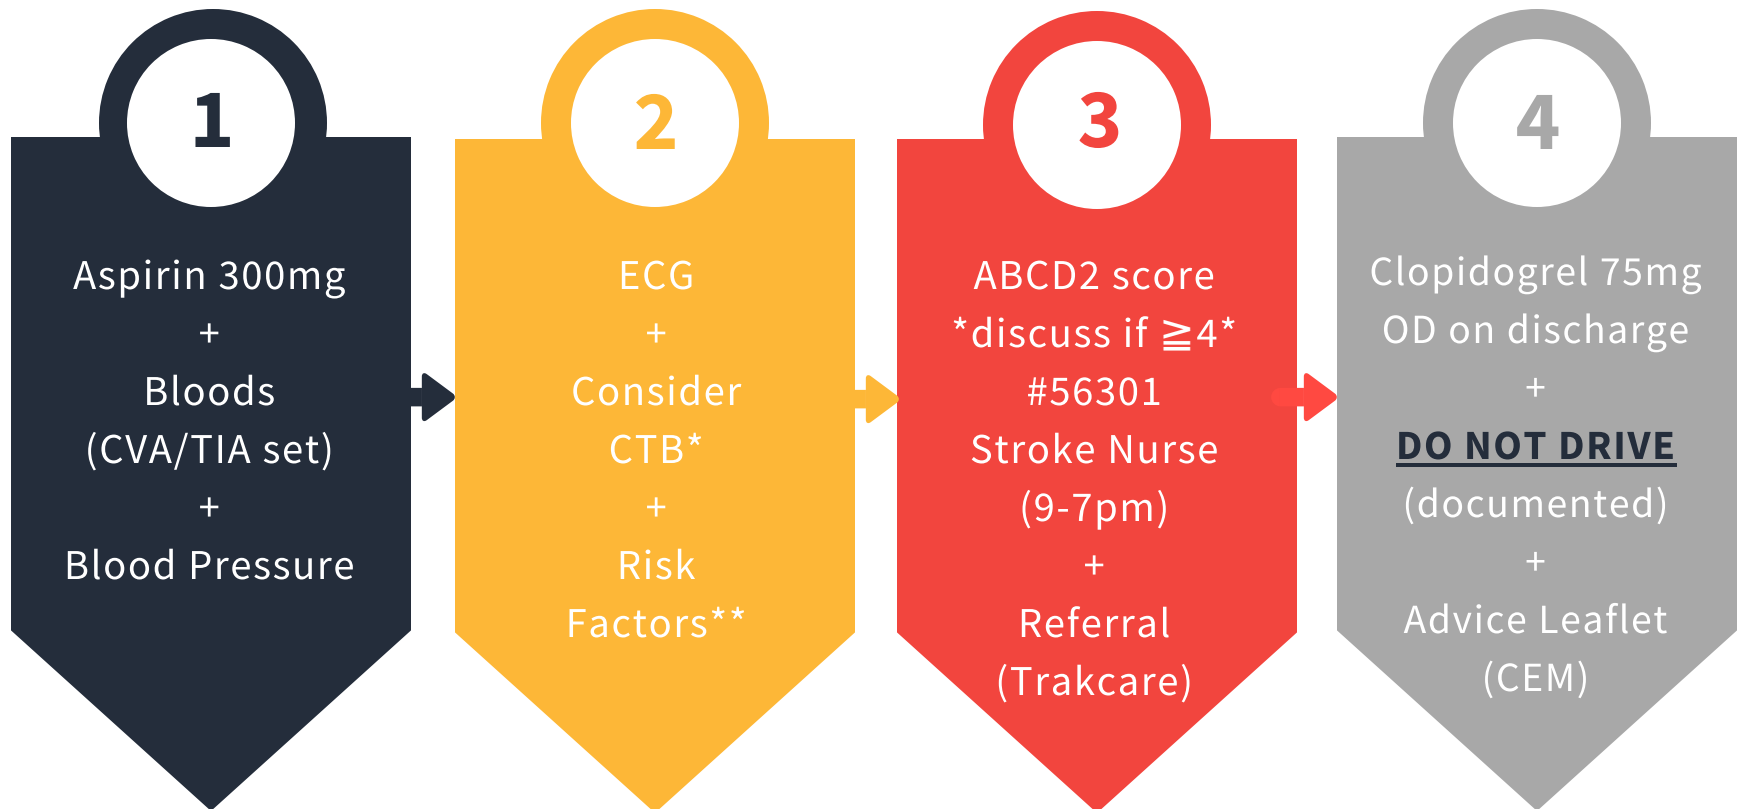 1
Aspirin 300mg
+
Bloods
(CVA/TIA set)
+
Blood Pressure
2
ECG
+
Consider
CTB*
+
Risk
Factors**
3
ABCD2 score
*discuss if ≧4*
#56301
Stroke Nurse
(9-7pm)
+
Referral
(Trakcare)
4
Clopidogrel 75mg
OD on discharge
+
DO NOT DRIVE
(documented)
+
Advice Leaflet
(CEM)